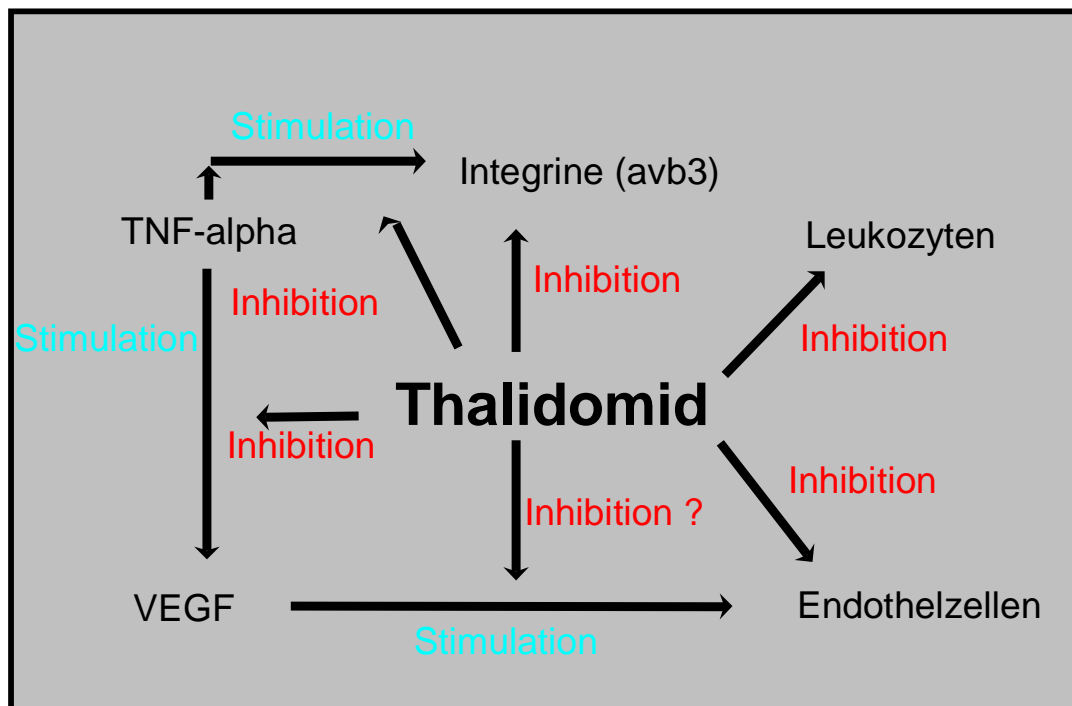 Stimulation
Integrine (avb3)
TNF-alpha
Leukozyten
Inhibition
Inhibition
Stimulation
Inhibition
Thalidomid
Inhibition
Inhibition
Inhibition ?
VEGF
Endothelzellen
Stimulation